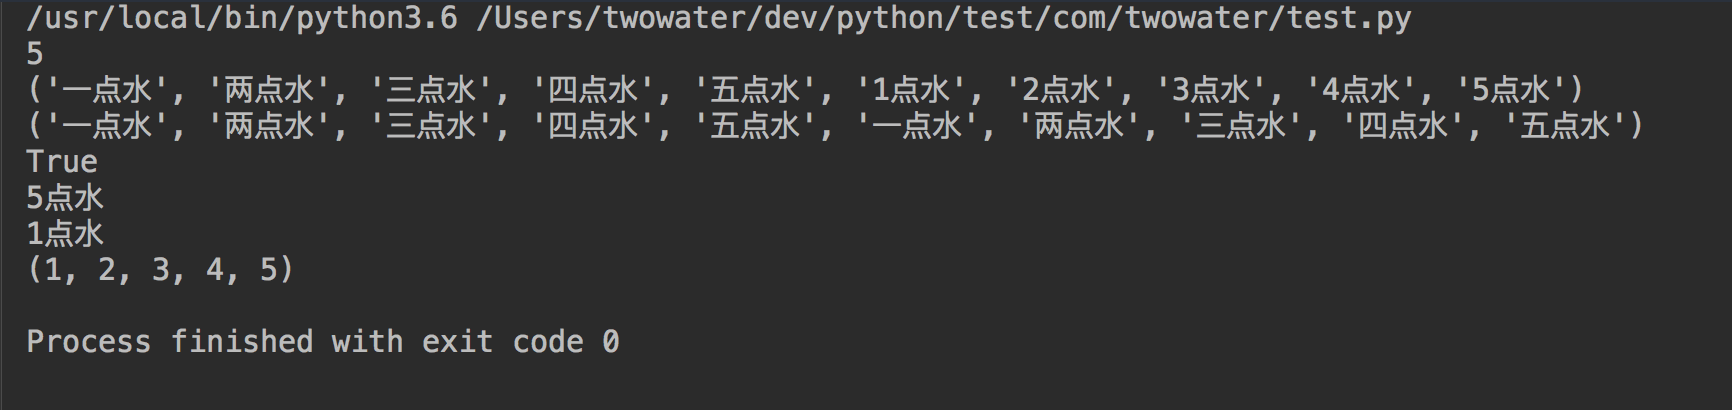 /usr/local/bin/python3.6 /Users/twowater/dev/python/test/com/twowater/test.py
5
('一点水', '两点水', '三点水', '四点水', '五点水', '1点水', '2点水', '3点水', '4点水', '5点水')
('一点水', '两点水', '三点水', '四点水', '五点水', '一点水', '两点水', '三点水', '四点水', '五点水')
True
5点水
1点水
(1, 2, 3, 4, 5)
Process finished with exit code 0